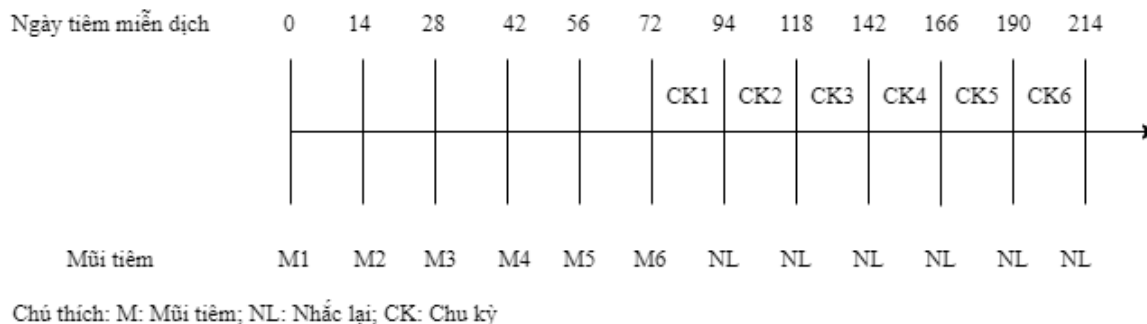 Ngày tiêm miễn dịch 0 14 28 42 56 72 94 118 142 166 190 214
CK1 CK2 CK3 CK4 CK5 CK6
Mũi tiêm M1 M2 M3 M4 M5 M6 NL NL NL NL NL NL
Chú thích: M: Mũi tiêm; NL: Nhắc lại; CK: Chu kỳ